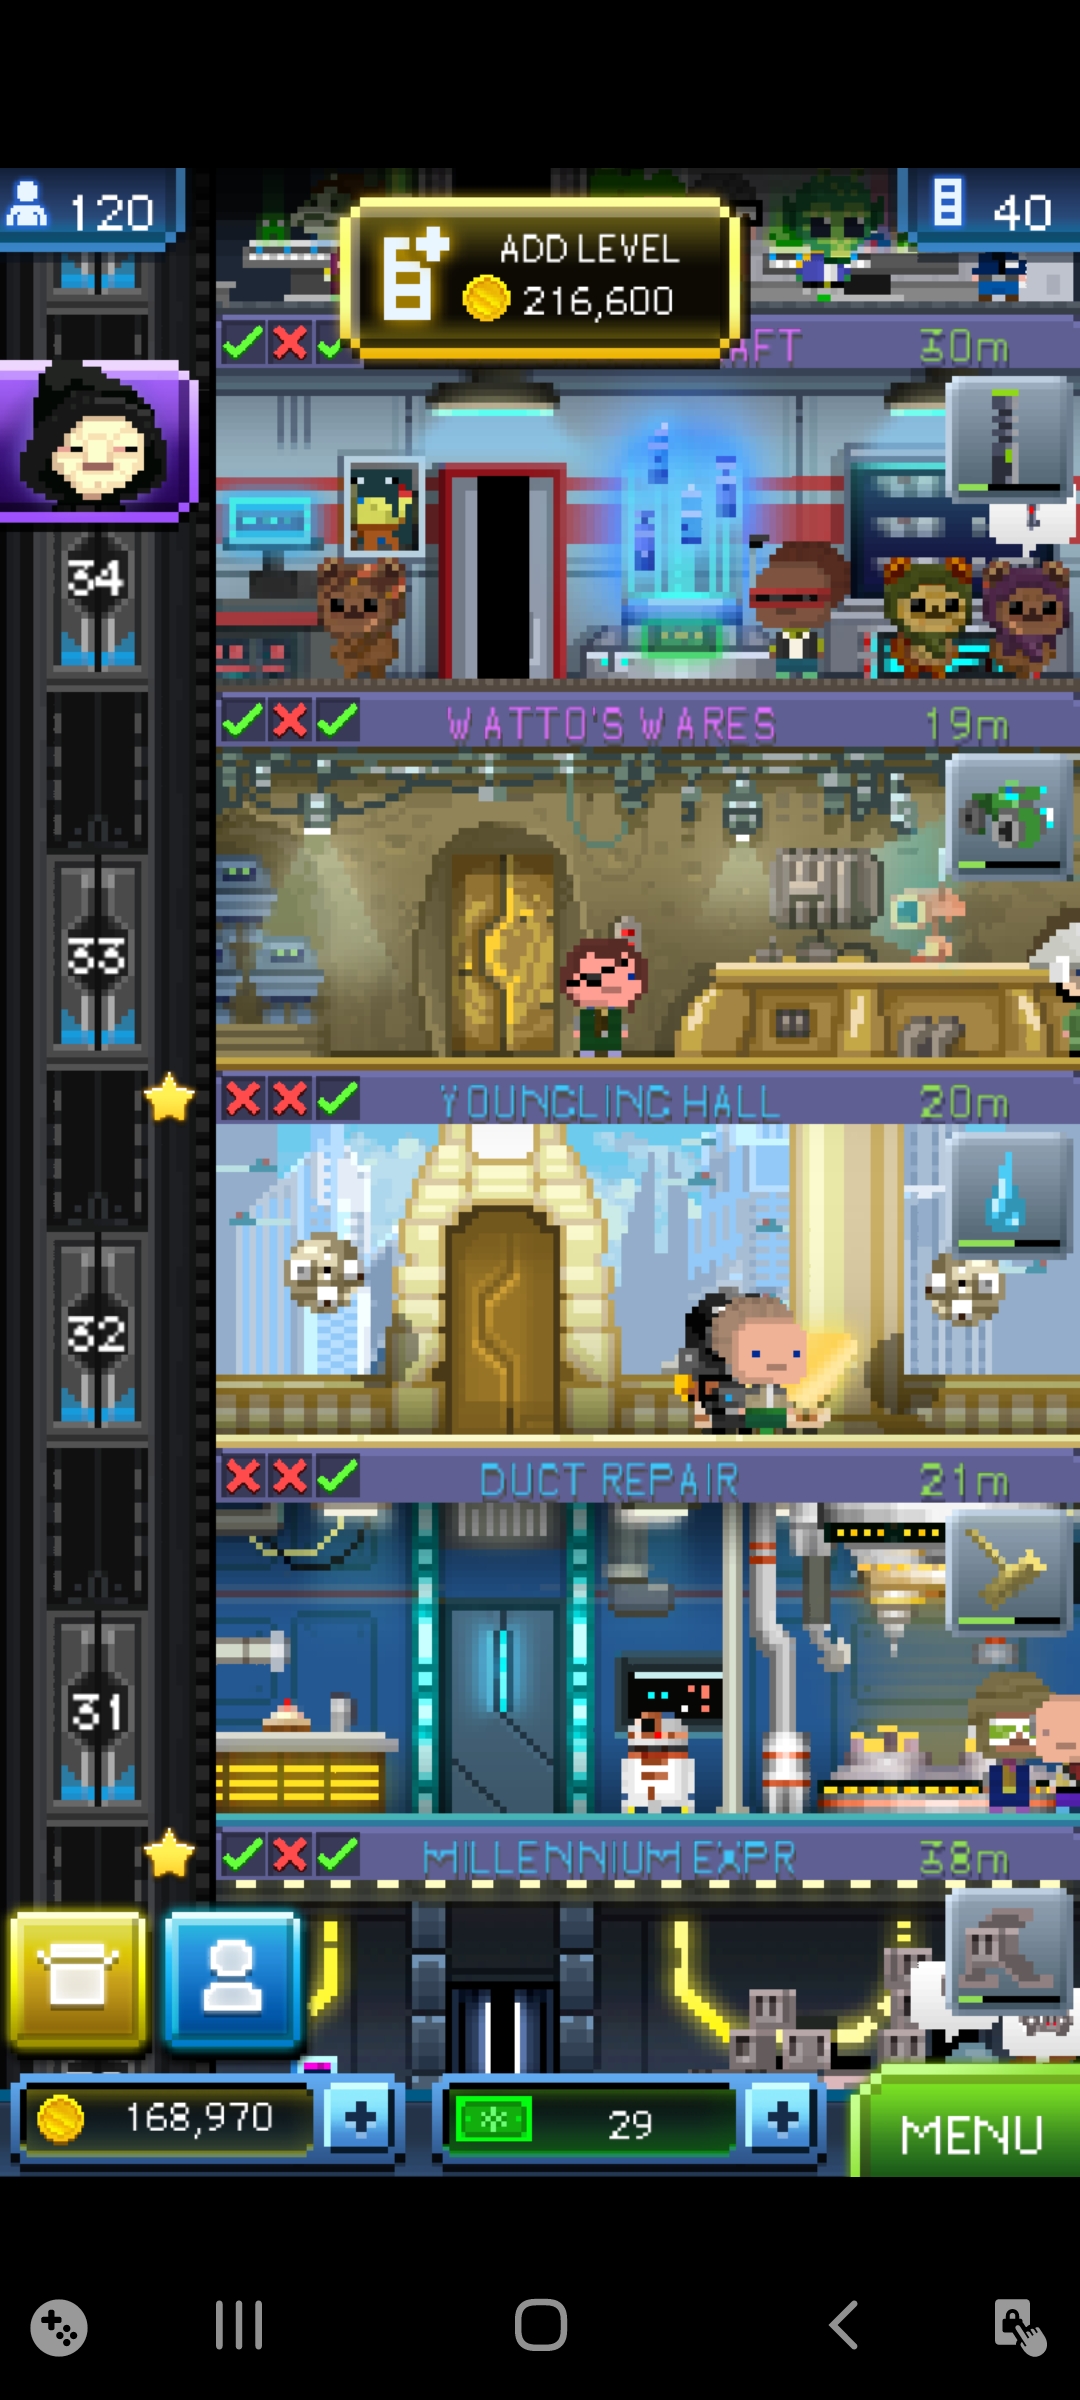 120
ADD LEVEL
216,600
40
30m
34
WATTO'S WARES
19m
33
YOUNGLING HALL
20m
32
DUCT REPAIR
21m
31
MILLENNIUM EXPR
38m
168,970
29
MENU